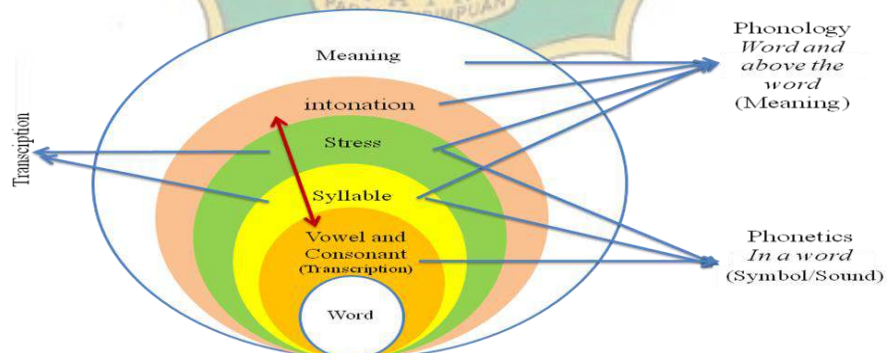 Meaning
intonation
Stress
Syllable
Vowel and
Consonant
(Transcription)
Word
Transciption
Phonology
Word and
above the
word
(Meaning)
Phonetics
In a word
(Symbol/Sound)